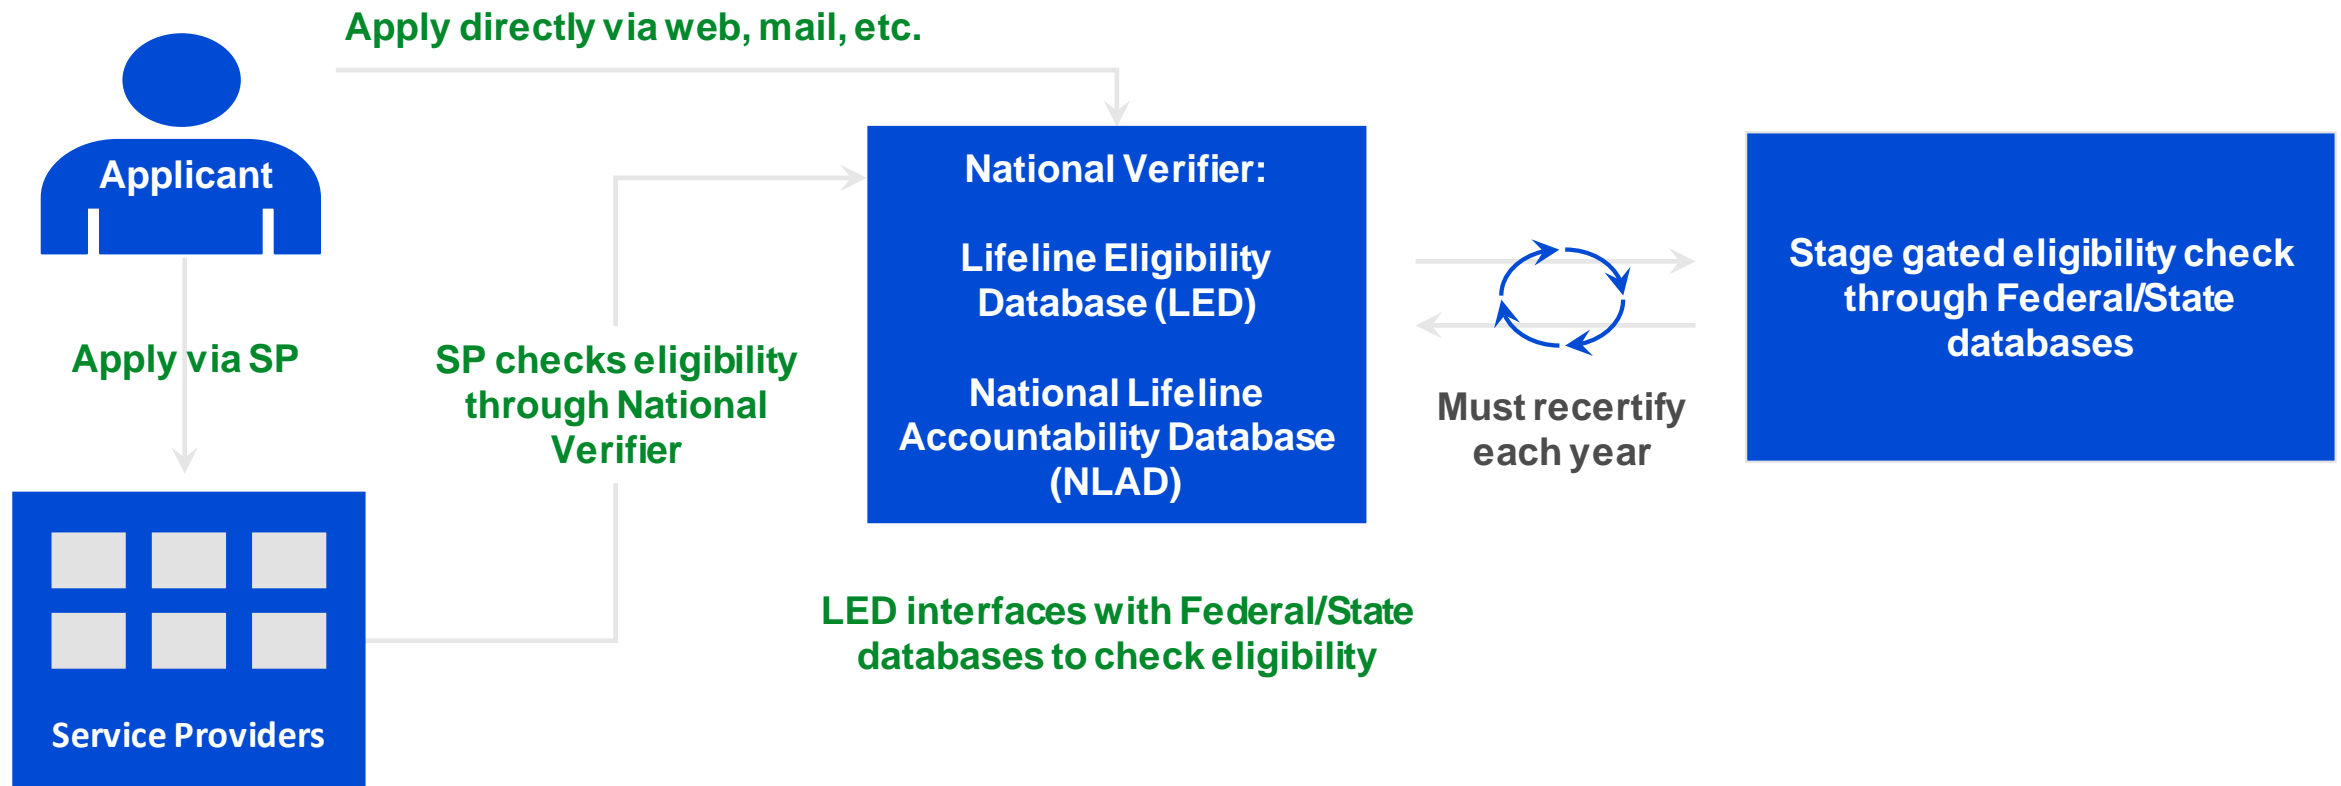 Apply directly via web, mail, etc.
Applicant
Apply via SP
Service Providers
SP checks eligibility
through National
Verifier
National Verifier:
Lifeline Eligibility
Database (LED)
National Lifeline
Accountability Database
(NLAD)
LED interfaces with Federal/State
databases to check eligibility
Must recertify
each year
Stage gated eligibility check
through Federal/State
databases